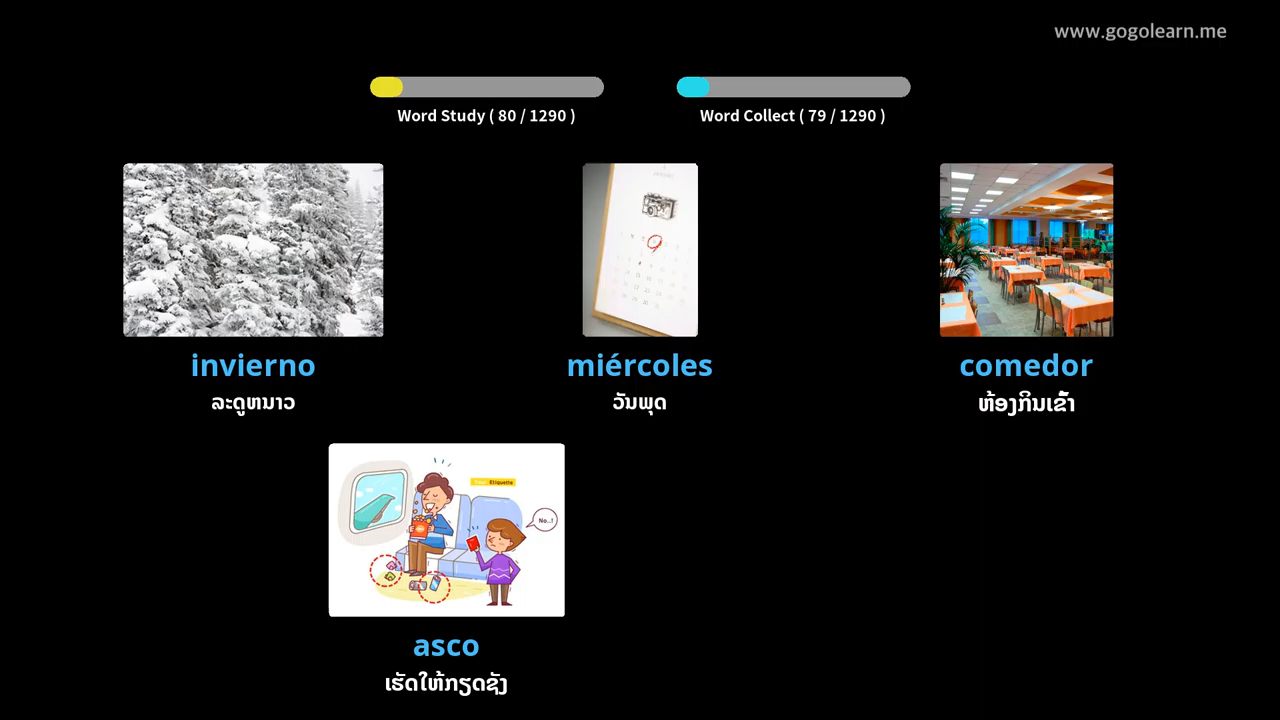 www.gogolearn.me
Word Study ( 80 / 1290 )
Word Collect ( 79 / 1290 )
invierno
miércoles
comedor
ລະດູຫນາວ
ວັນພຸດ
ຫ້ອງກິນເຂົ້າ
Etiquette
No..!
asco
ເຮັດໃຫ້ກຽດຊັງ